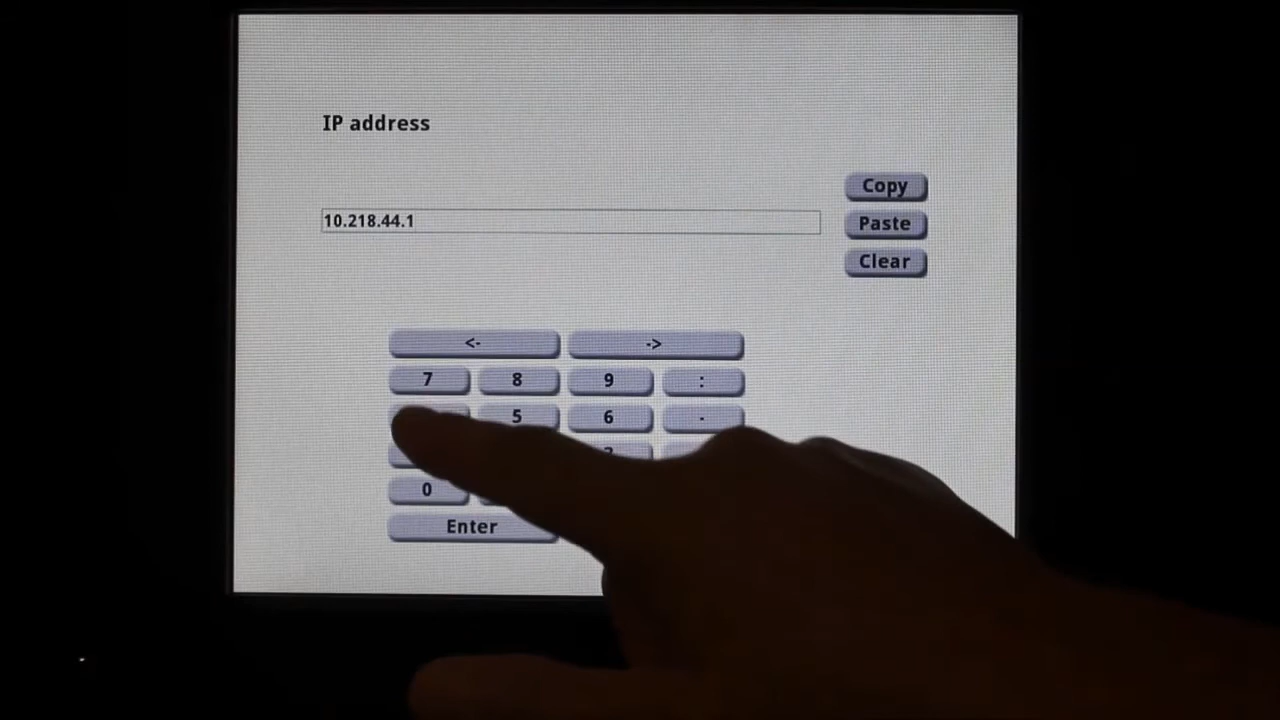 IP address
Copy
10.218.44.1
Paste
Clear
<- ->
7 8 9 :
5 6 -
0
Enter